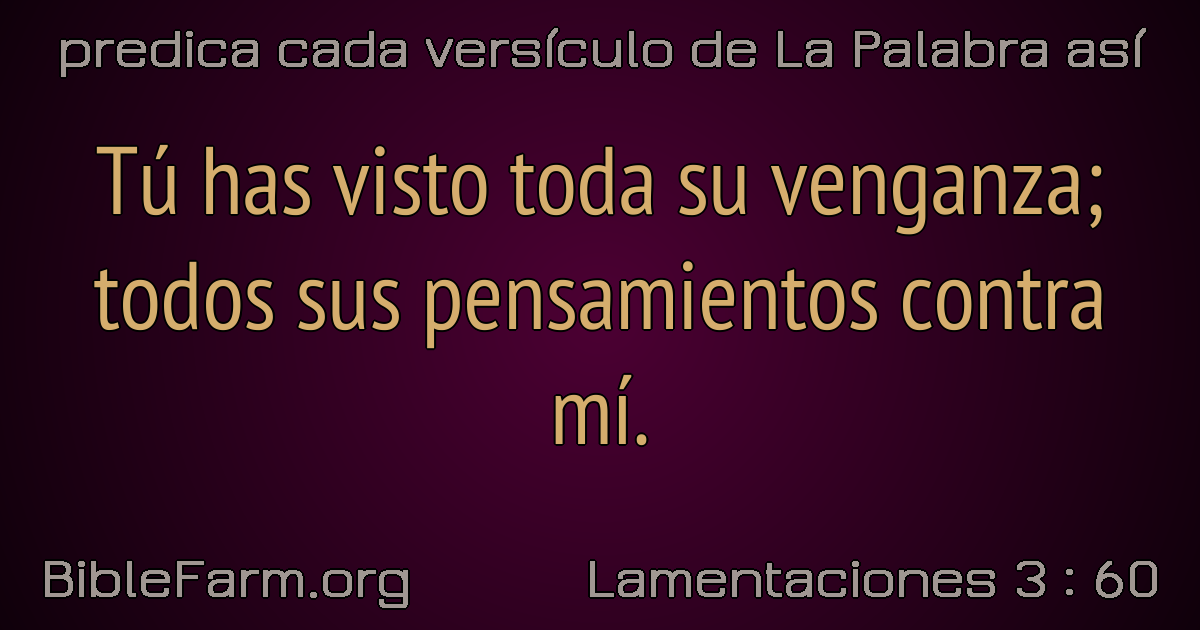 predica cada versículo de La Palabra así
Tú has visto toda su venganza;
todos sus pensamientos contra
mí.
BibleFarm.org
Lamentaciones 3 : 60